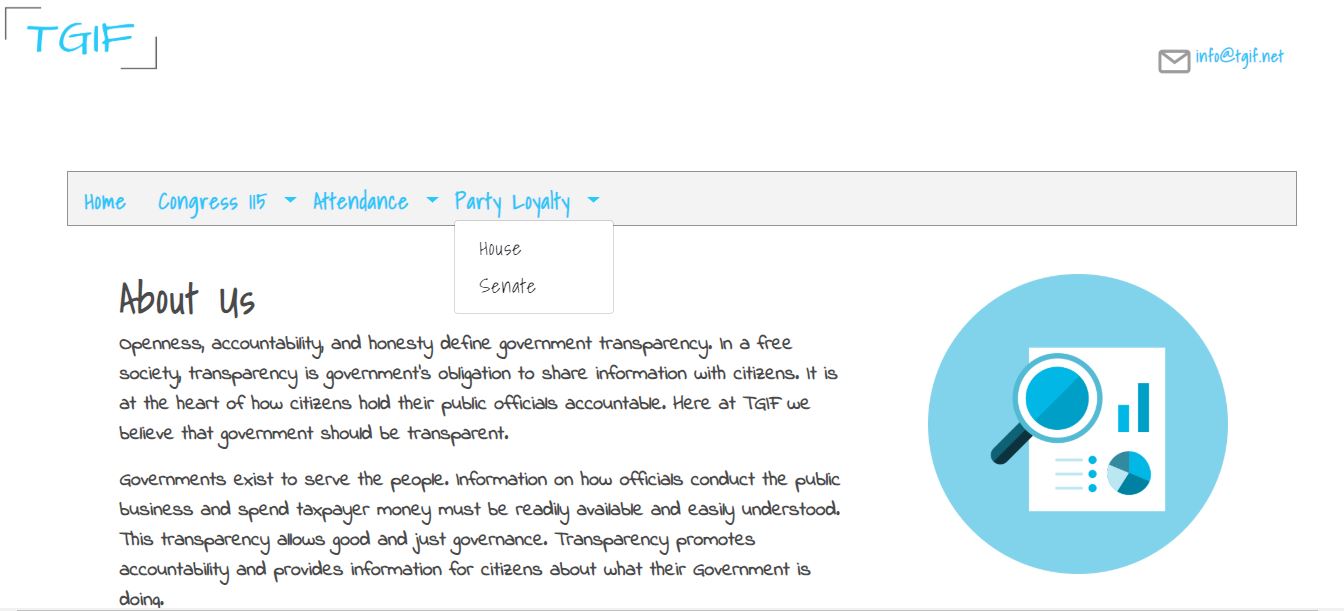 TGIF
info@tgif.net
Home Congress 115 Attendance Party Loyalty
House
Senate
About Us
Openness, accountability, and honesty define government transparency. In a free
society, transparency is government's obligation to share information with citizens. It is
at the heart of how citizens hold their public officials accountable. Here at TGIF we
believe that government should be transparent.
Governments exist to serve the people. Information on how officials conduct the public
business and spend taxpayer money must be readily available and easily understood.
This transparency allows good and just governance. Transparency promotes
accountability and provides information for citizens about what their Government is
doing.